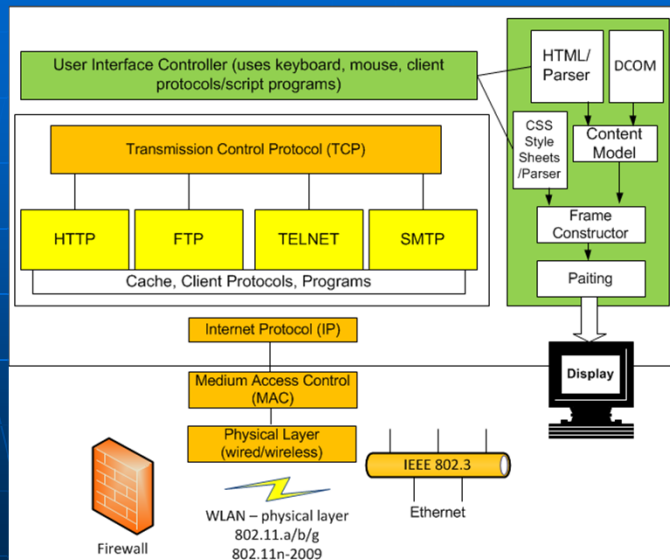 User Interface Controller (uses keyboard, mouse, client
protocols/script programs)
HTML/
Parser
DCOM
CSS
Style
Sheets
/Parser
Content
Model
Frame
Constructor
Paiting
Display
Transmission Control Protocol (TCP)
HTTP
FTP
TELNET
SMTP
Cache, Client Protocols, Programs
Internet Protocol (IP)
Medium Access Control
(MAC)
Physical Layer
(wired/wireless)
IEEE 802.3
Ethernet
WLAN – physical layer
802.11.a/b/g
802.11n-2009
Firewall